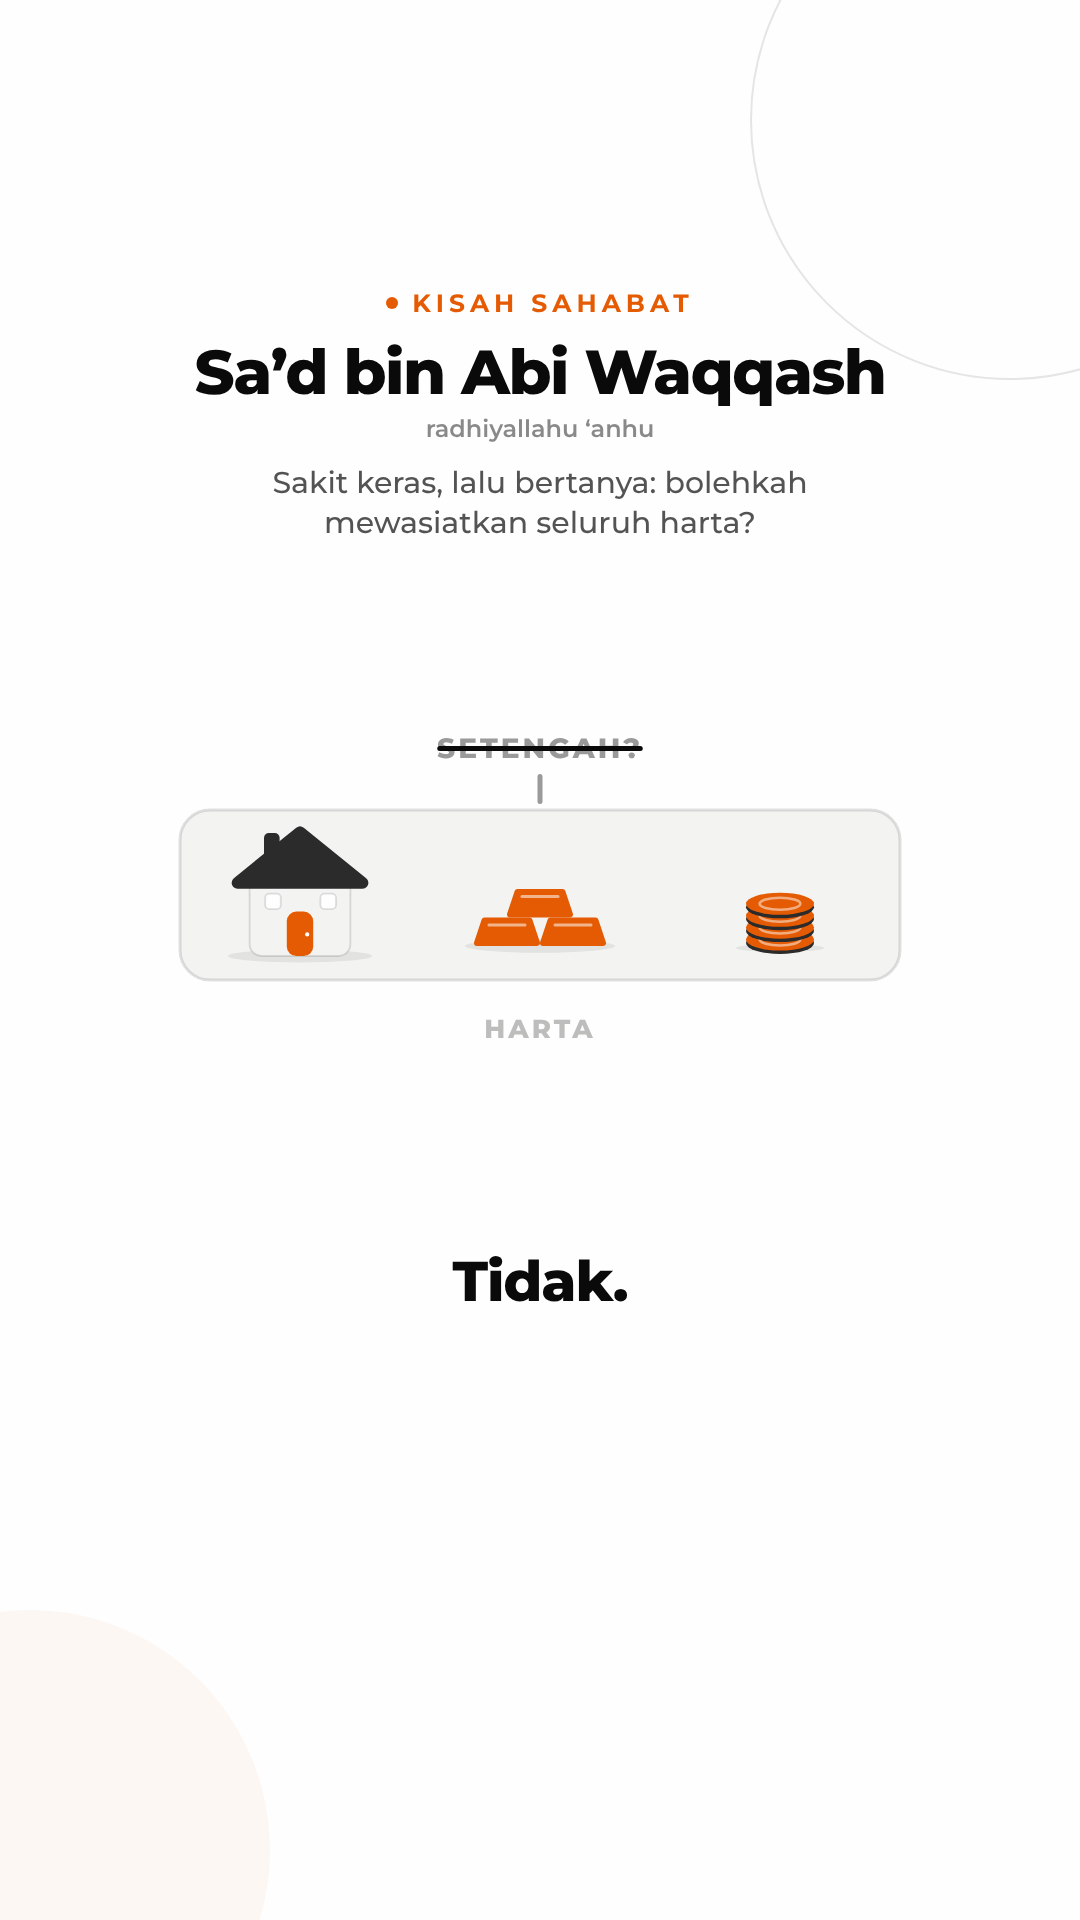 KISAH SAHABAT
Sa’d bin Abi Waqqash
radhiyallahu ‘anhu
Sakit keras, lalu bertanya: bolehkah
mewasiatkan seluruh harta?
SETENGAH?
HARTA
Tidak.